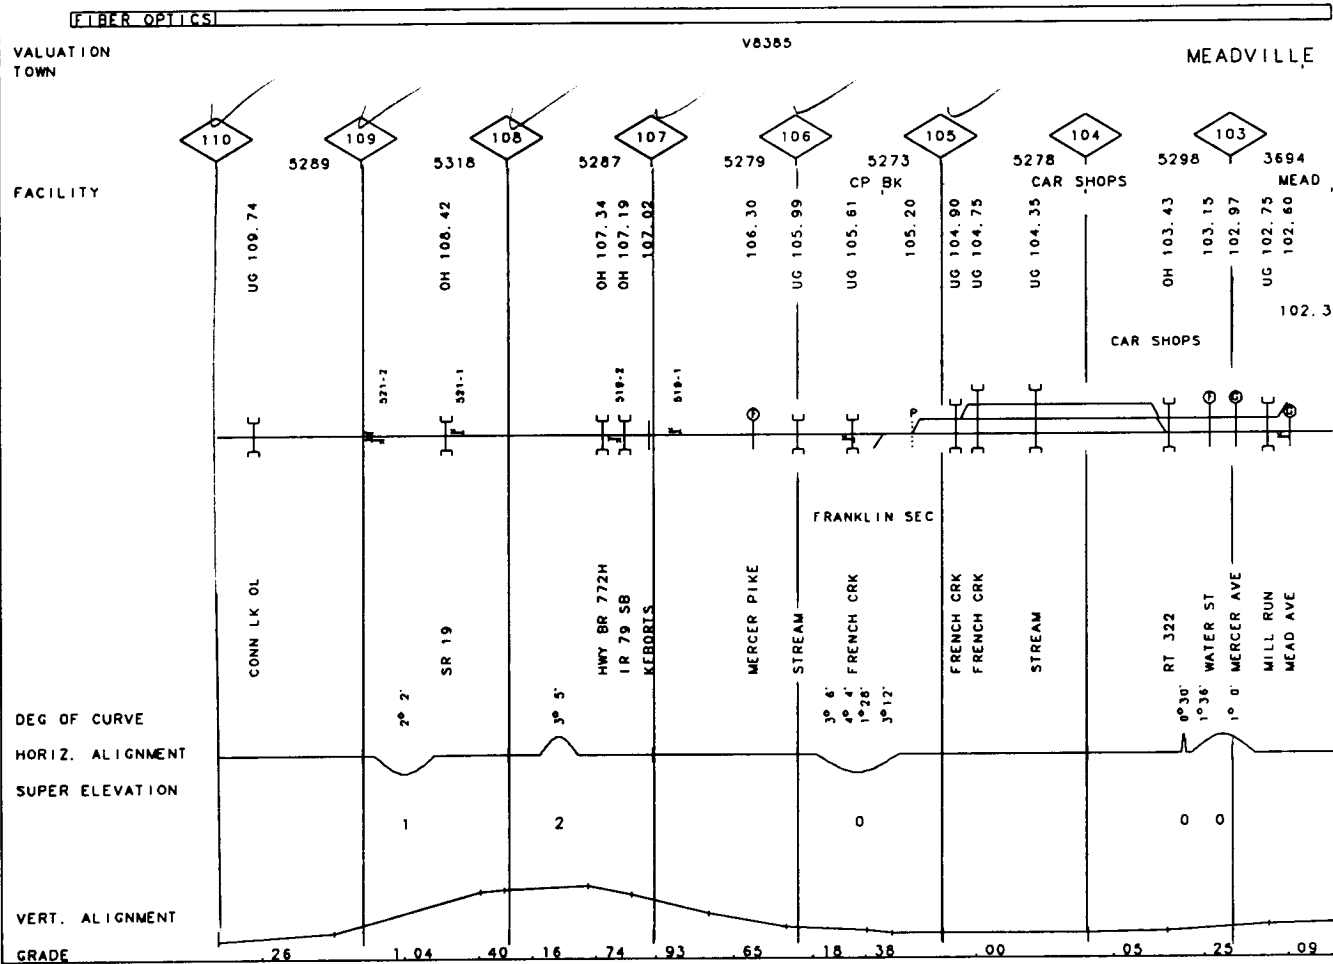 FIBER OPTICS
VALUATION
V8385
TOWN
MEADVILLE
110 109 108 107 106 105 104 103
5289 5318 5287 5279 5273 5278 5298 3694
FACILITY
CP BK
CAR SHOPS
MEAD
UG 109.74
OH 108.42
OH 107.34
OH 107.19
107.02
106.30
UG 105.99
UG 105.61
105.20
UG 104.90
UG 104.75
UG 104.35
OH 103.43
103.15
102.97
UG 102.75
102.60
102.3
CAR SHOPS
521-2
521-1
519-2
519-1
F
P
F
G
G
FRANKLIN SEC
CONN LK OL
SR 19
HWY BR 772H
IR 79 SB
KEBORTS
MERCER PIKE
STREAM
FRENCH CRK
FRENCH CRK
FRENCH CRK
STREAM
RT 322
WATER ST
MERCER AVE
MILL RUN
MEAD AVE
DEG OF CURVE
2° 2'
3° 5'
3° 6'
4° 4'
1°28'
3°12'
0°30'
1°36'
1° 0'
HORIZ. ALIGNMENT
SUPER ELEVATION
1 2 0 0 0
VERT. ALIGNMENT
GRADE .26 1.04 .40 .16 .74 .93 .65 .18 .38 .00 .05 .25 .09